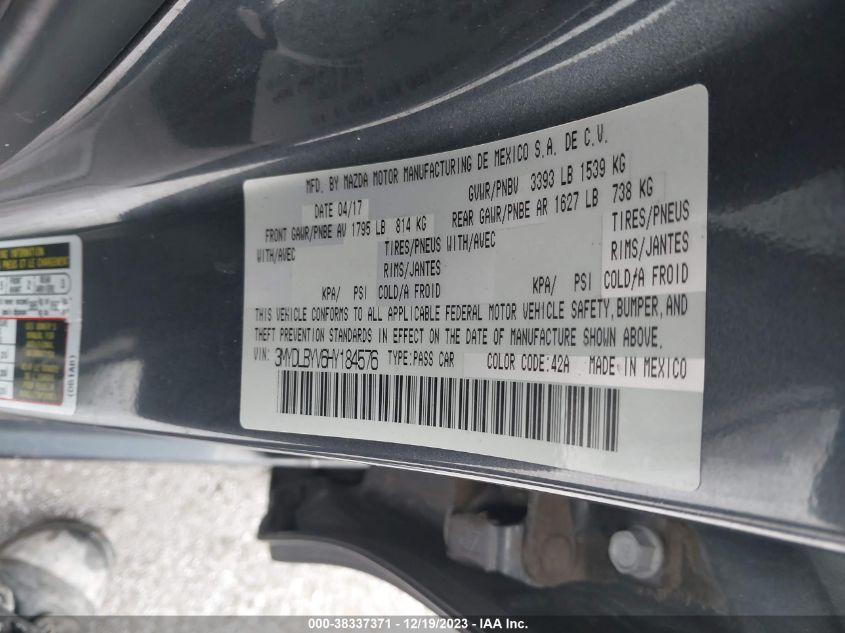 MFD. BY MAZDA MOTOR MANUFACTURING DE MEXICO S.A. DE C.V.
DATE 04/17 GVWR/PNBV 3393 LB 1539 KG
FRONT GAWR/PNBE AV 1795 LB 814 KG REAR GAWR/PNBE AR 1627 LB 738 KG
WITH/AVEC TIRES/PNEUS WITH/AVEC TIRES/PNEUS
RIMS/JANTES RIMS/JANTES
KPA/ PSI COLD/A FROID KPA/ PSI COLD/A FROID
THIS VEHICLE CONFORMS TO ALL APPLICABLE FEDERAL MOTOR VEHICLE SAFETY, BUMPER, AND
THEFT PREVENTION STANDARDS IN EFFECT ON THE DATE OF MANUFACTURE SHOWN ABOVE.
VIN: 3MYDLBYV6HY184576 TYPE:PASS CAR COLOR CODE:42A MADE IN MEXICO
(DB1A8)
000-38337371 - 12/19/2023 - IAA Inc.